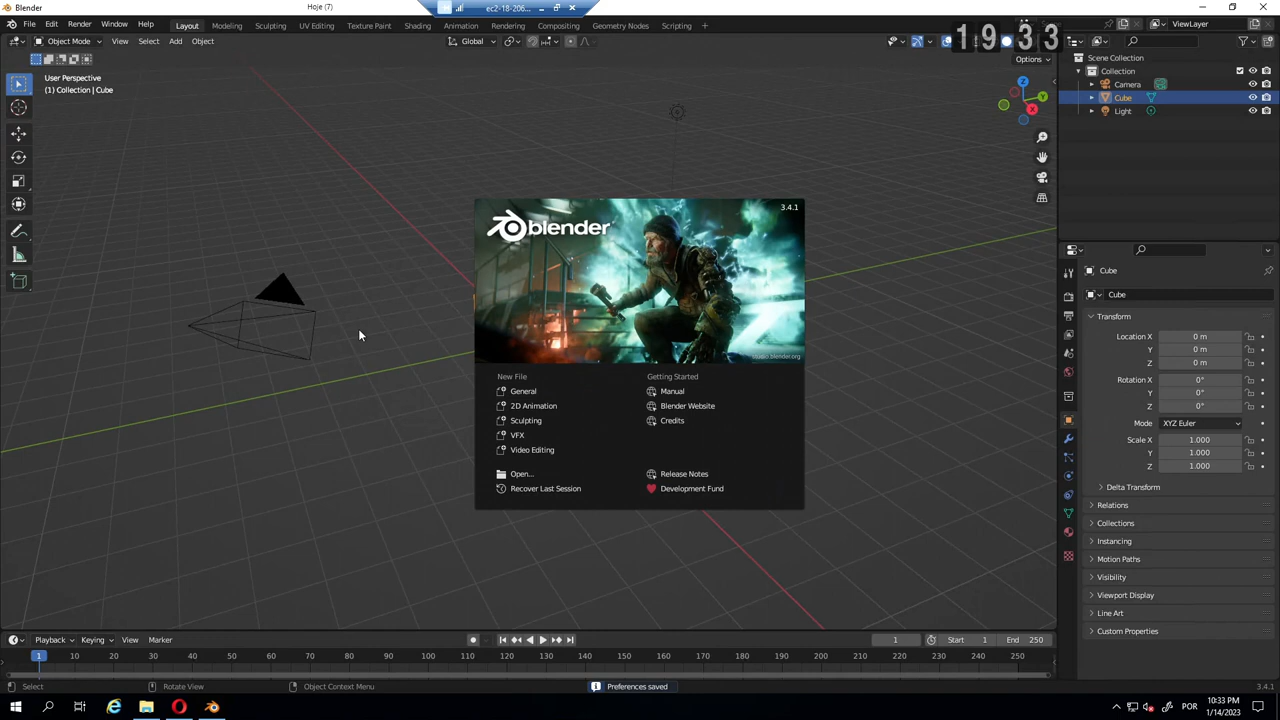 Blender
Hoje (7)
ec2-18-206...
File Edit Render Window Help
Layout Modeling Sculpting UV Editing Texture Paint Shading Animation Rendering Compositing Geometry Nodes Scripting
ViewLayer
Object Mode View Select Add Object
Global
19 33
Options
User Perspective
(1) Collection | Cube
Z
Y
X
Scene Collection
Collection
Camera
Cube
Light
blender
3.4.1
studio.blender.org
New File
General
2D Animation
Sculpting
VFX
Video Editing
Open...
Recover Last Session
Getting Started
Manual
Blender Website
Credits
Release Notes
Development Fund
Cube
Cube
Transform
Location X 0 m
Y 0 m
Z 0 m
Rotation X 0°
Y 0°
Z 0°
Mode XYZ Euler
Scale X 1.000
Y 1.000
Z 1.000
Delta Transform
Relations
Collections
Instancing
Motion Paths
Visibility
Viewport Display
Line Art
Custom Properties
Playback Keying View Marker
1 Start 1 End 250
1 10 20 30 40 50 60 70 80 90 100 110 120 130 140 150 160 170 180 190 200 210 220 230 240 250
Select Rotate View Object Context Menu
Preferences saved
3.4.1
POR
10:33 PM
1/14/2023